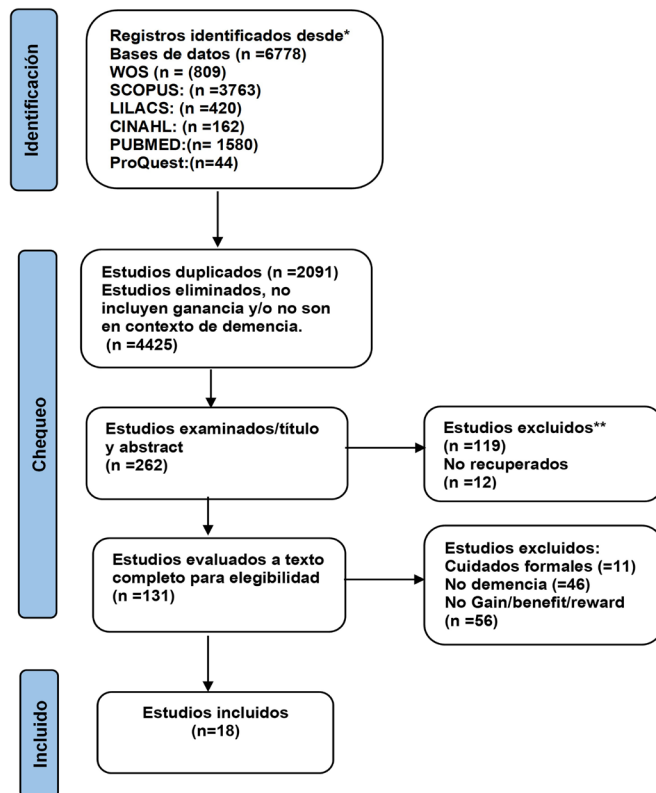 Identificación
Registros identificados desde*
Bases de datos (n =6778)
WOS (n = (809)
SCOPUS: (n =3763)
LILACS: (n =420)
CINAHL: (n =162)
PUBMED:(n= 1580)
ProQuest:(n=44)
Chequeo
Estudios duplicados (n =2091)
Estudios eliminados, no
incluyen ganancia y/o no son
en contexto de demencia.
(n =4425)
Estudios examinados/título
y abstract
(n =262)
Estudios excluidos**
(n =119)
No recuperados
(n =12)
Estudios evaluados a texto
completo para elegibilidad
(n =131)
Estudios excluidos:
Cuidados formales (=11)
No demencia (=46)
No Gain/benefit/reward
(n =56)
Incluido
Estudios incluidos
(n=18)